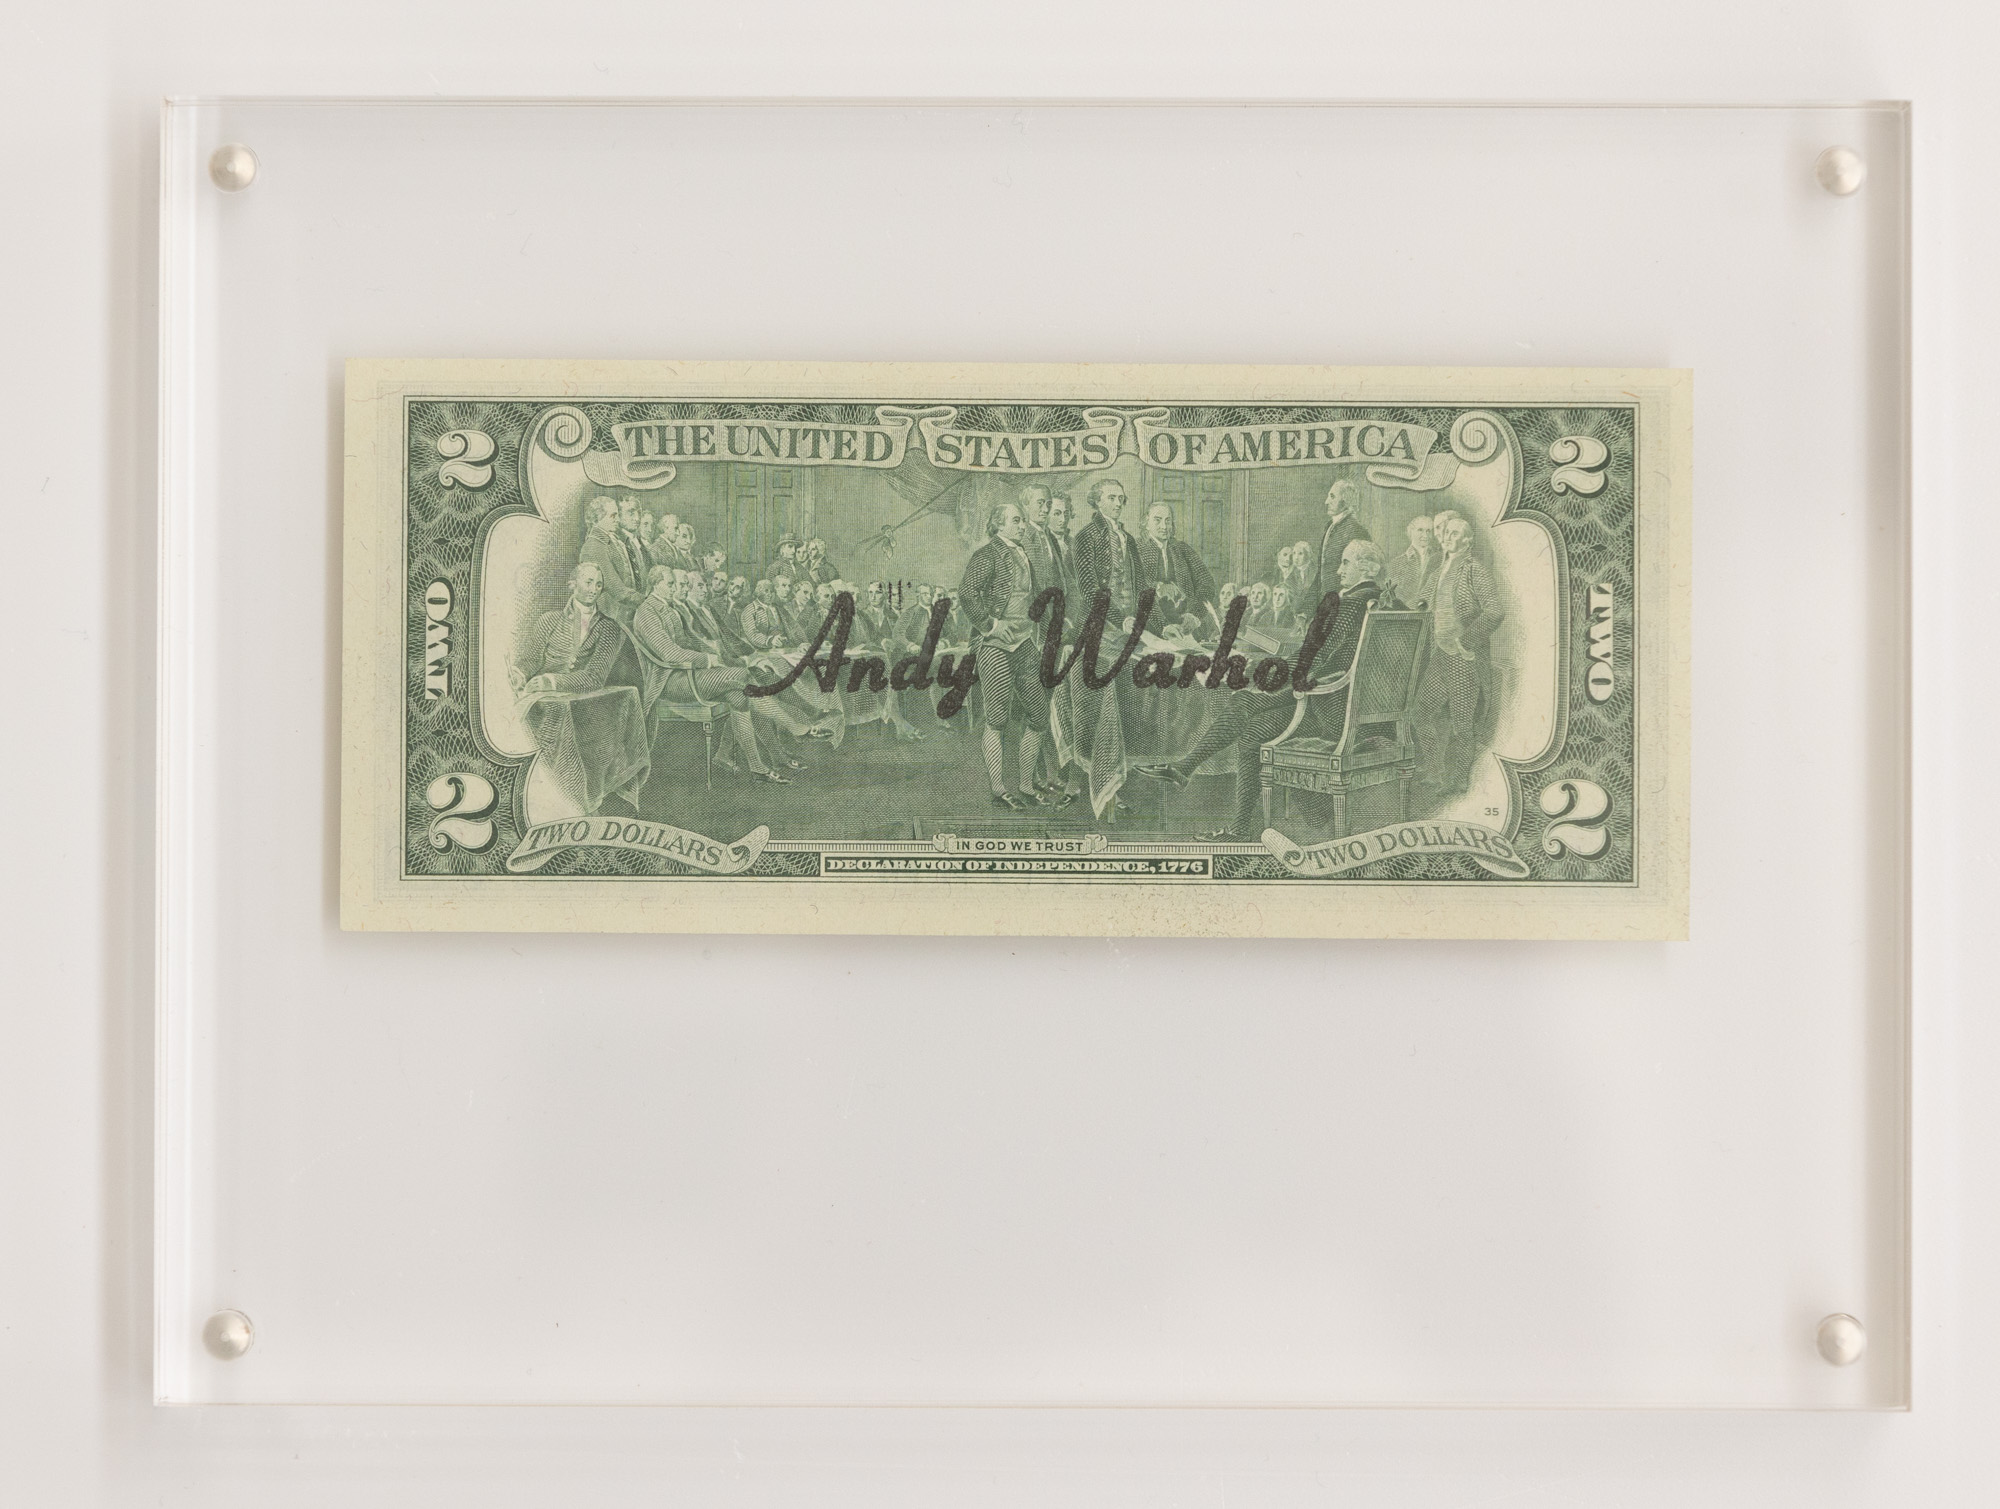 2 THE UNITED STATES OF AMERICA 2
TWO TWO
Andy Warhol
35
2 TWO DOLLARS TWO DOLLARS 2
IN GOD WE TRUST
DECLARATION OF INDEPENDENCE, 1776